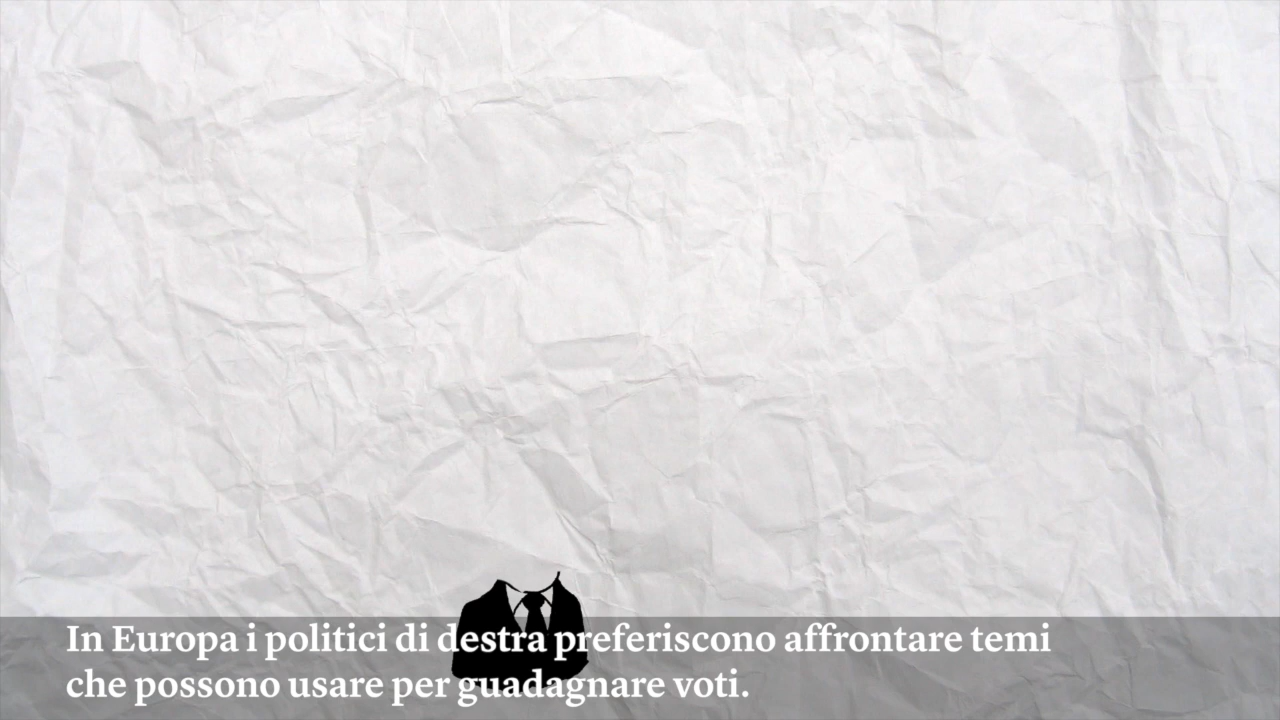 In Europa i politici di destra preferiscono affrontare temi
che possono usare per guadagnare voti.